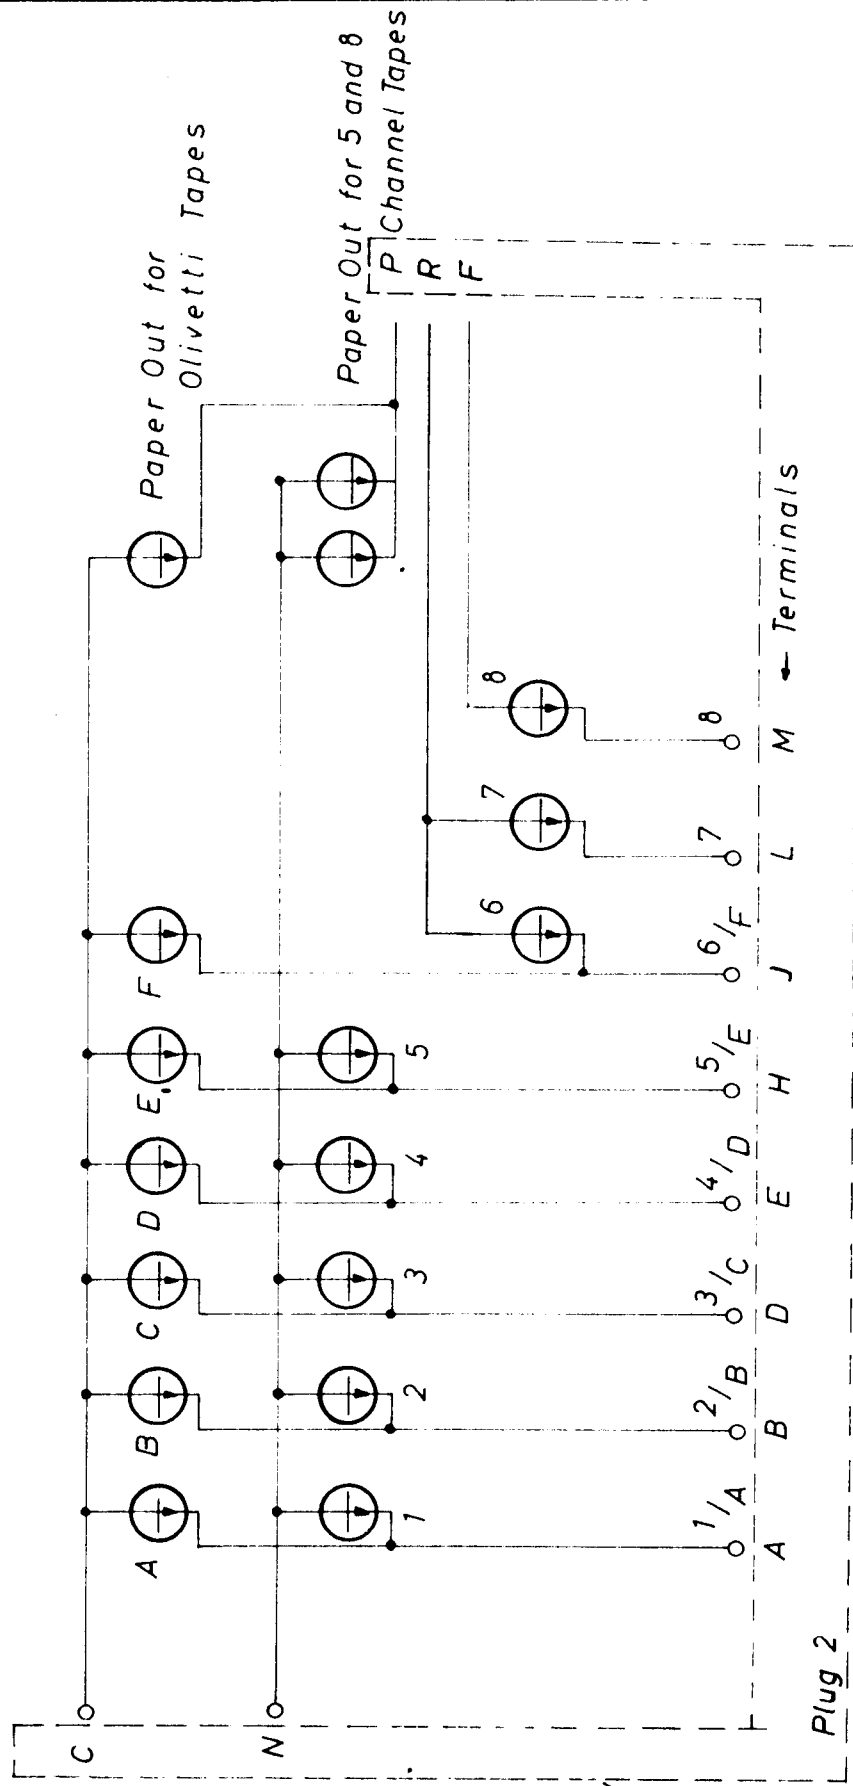 Paper Out for
Olivetti Tapes
Paper Out for 5 and 8
Channel Tapes
C
A
B
C
D
E
F
N
1
2
3
4
5
6
7
8
P
R
F
1/A
2/B
3/C
4/D
5/E
6/F
7
8
A
B
D
E
H
J
L
M
← Terminals
Plug 2